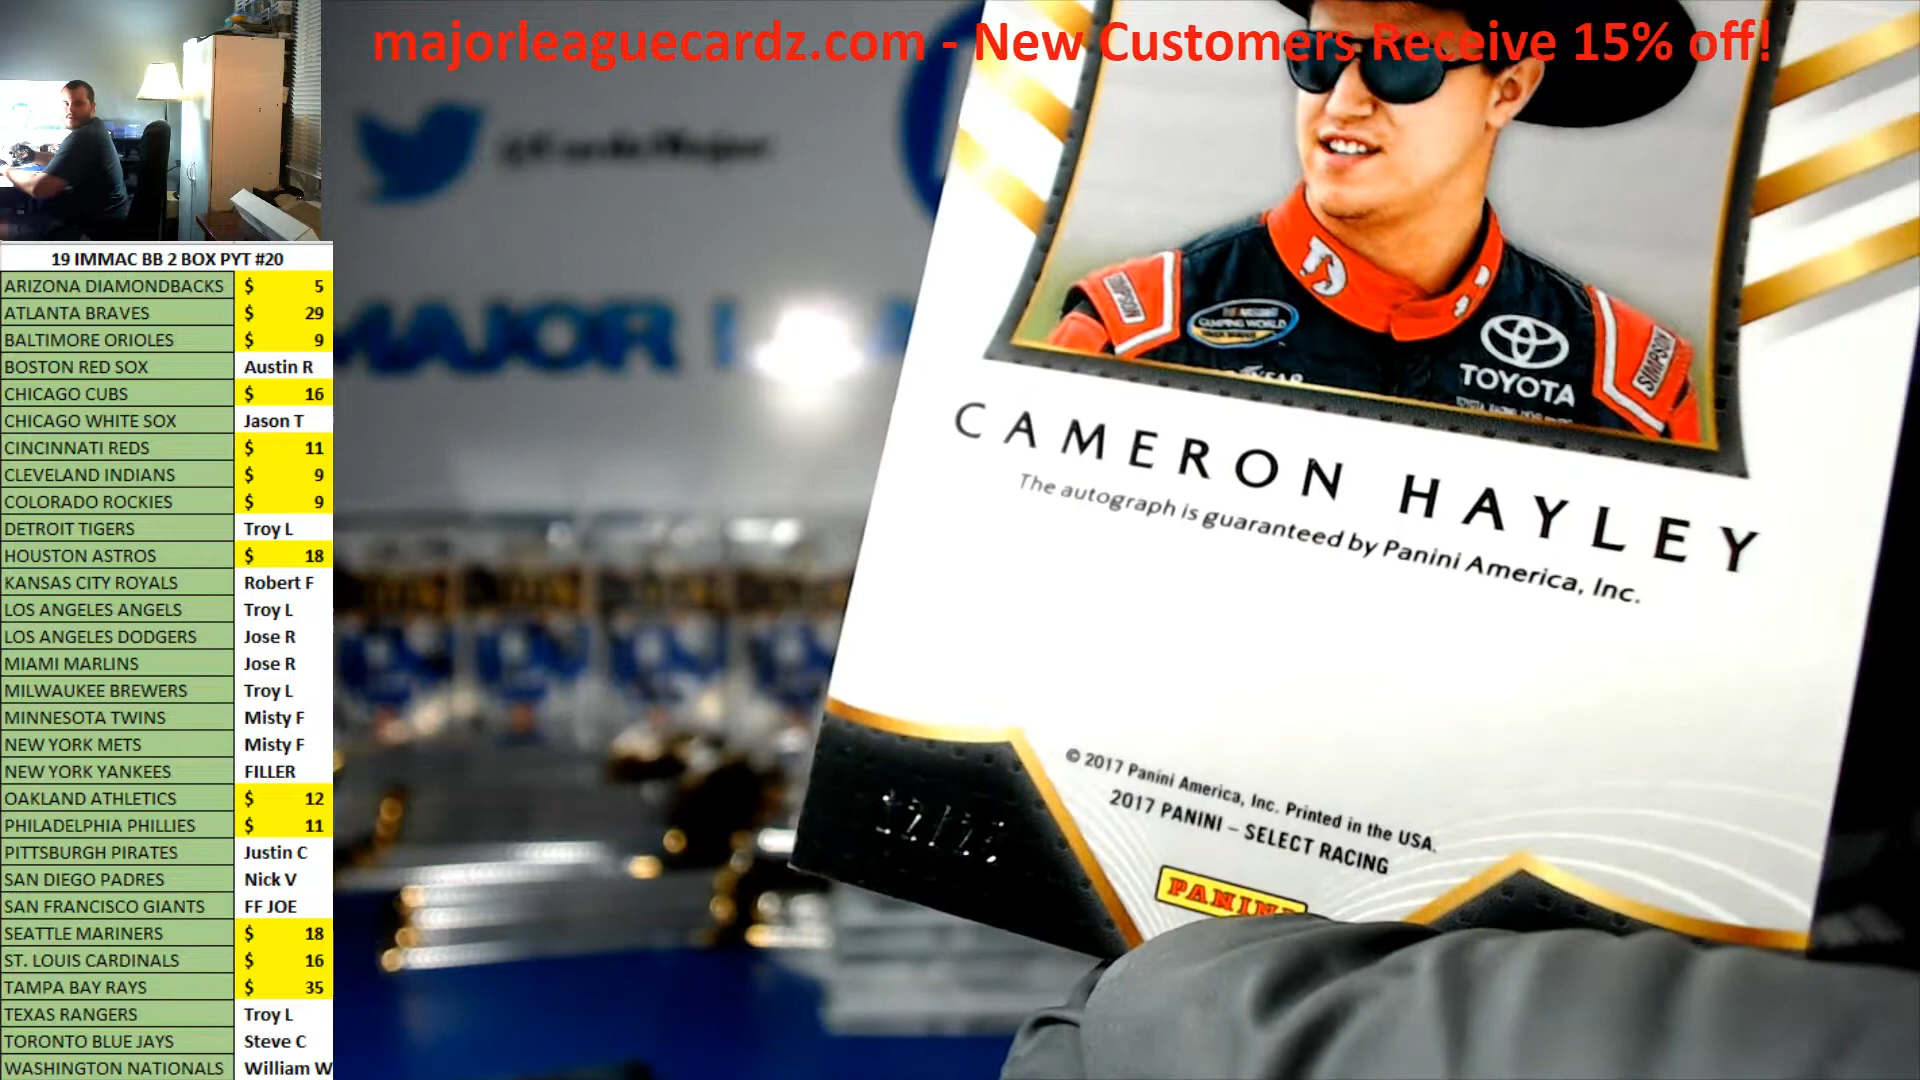 majorleaguecardz.com - New Customers Receive 15% off!
MAJOR
19 IMMAC BB 2 BOX PYT #20
ARIZONA DIAMONDBACKS $ 5
ATLANTA BRAVES $ 29
BALTIMORE ORIOLES $ 9
BOSTON RED SOX Austin R
CHICAGO CUBS $ 16
CHICAGO WHITE SOX Jason T
CINCINNATI REDS $ 11
CLEVELAND INDIANS $ 9
COLORADO ROCKIES $ 9
DETROIT TIGERS Troy L
HOUSTON ASTROS $ 18
KANSAS CITY ROYALS Robert F
LOS ANGELES ANGELS Troy L
LOS ANGELES DODGERS Jose R
MIAMI MARLINS Jose R
MILWAUKEE BREWERS Troy L
MINNESOTA TWINS Misty F
NEW YORK METS Misty F
NEW YORK YANKEES FILLER
OAKLAND ATHLETICS $ 12
PHILADELPHIA PHILLIES $ 11
PITTSBURGH PIRATES Justin C
SAN DIEGO PADRES Nick V
SAN FRANCISCO GIANTS FF JOE
SEATTLE MARINERS $ 18
ST. LOUIS CARDINALS $ 16
TAMPA BAY RAYS $ 35
TEXAS RANGERS Troy L
TORONTO BLUE JAYS Steve C
WASHINGTON NATIONALS William W
SIMPSON
CAMPING WORLD
TOYOTA
SIMPSON
CAMERON HAYLEY
The autograph is guaranteed by Panini America, Inc.
© 2017 Panini America, Inc. Printed in the USA.
2017 PANINI – SELECT RACING
PANINI